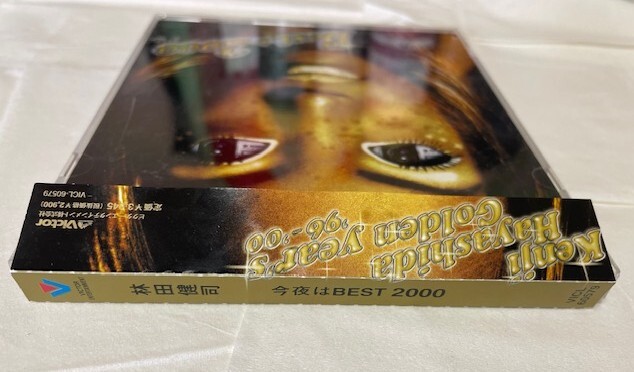 Kenji
Hayashida
Golden Year's
'96-'00
Victor
ビクターエンタテインメント株式会社
定価¥3,045(税抜価格¥2,900)
VICL-60579
林田健司
今夜はBEST 2000
VICL
60579